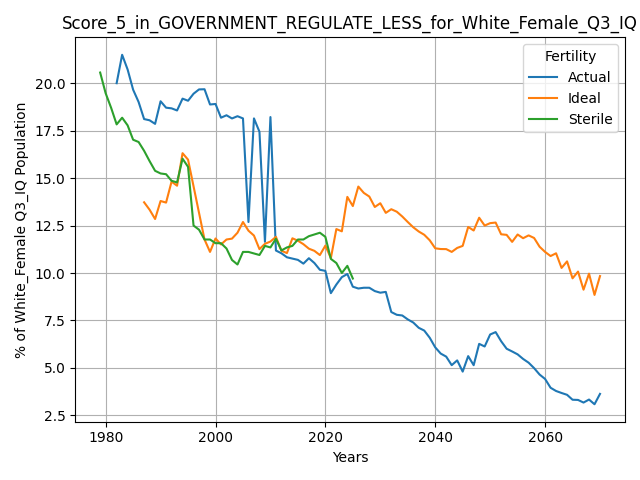 Score_5_in_GOVERNMENT_REGULATE_LESS_for_White_Female_Q3_IQ
Fertility
Actual
Ideal
Sterile
% of White_Female Q3_IQ Population
20.0
17.5
15.0
12.5
10.0
7.5
5.0
2.5
1980
2000
2020
2040
2060
Years